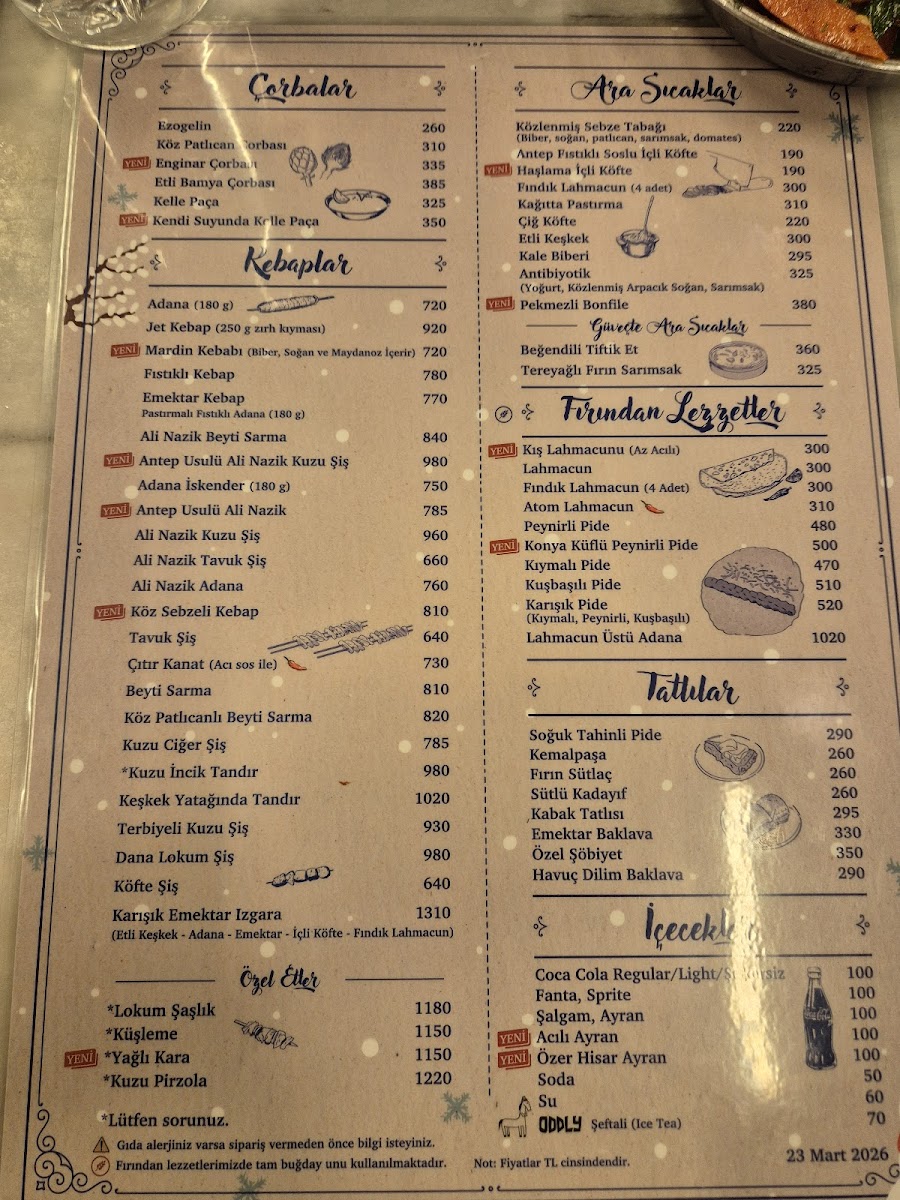 Çorbalar
Ezogelin 260
Köz Patlıcan Çorbası 310
YENİ Enginar Çorbası 335
Etli Bamya Çorbası 385
Kelle Paça 325
YENİ Kendi Suyunda Kelle Paça 350
Kebaplar
Adana (180 g) 720
Jet Kebap (250 g zırh kıyması) 920
YENİ Mardin Kebabı (Biber, Soğan ve Maydanoz İçerir) 720
Fıstıklı Kebap 780
Emektar Kebap 770
Pastırmalı Fıstıklı Adana (180 g)
Ali Nazik Beyti Sarma 840
YENİ Antep Usulü Ali Nazik Kuzu Şiş 980
Adana İskender (180 g) 750
YENİ Antep Usulü Ali Nazik 785
Ali Nazik Kuzu Şiş 960
Ali Nazik Tavuk Şiş 660
Ali Nazik Adana 760
YENİ Köz Sebzeli Kebap 810
Tavuk Şiş 640
Çıtır Kanat (Acı sos ile) 730
Beyti Sarma 810
Köz Patlıcanlı Beyti Sarma 820
Kuzu Ciğer Şiş 785
*Kuzu İncik Tandır 980
Keşkek Yatağında Tandır 1020
Terbiyeli Kuzu Şiş 930
Dana Lokum Şiş 980
Köfte Şiş 640
Karışık Emektar Izgara 1310
(Etli Keşkek - Adana - Emektar - İçli Köfte - Fındık Lahmacun)
Özel Etler
*Lokum Şaşlık 1180
*Küşleme 1150
YENİ *Yağlı Kara 1150
*Kuzu Pirzola 1220
*Lütfen sorunuz.
Gıda alerjiniz varsa sipariş vermeden önce bilgi isteyiniz.
Fırından lezzetlerimizde tam buğday unu kullanılmaktadır.
Ara Sıcaklar
Közlenmiş Sebze Tabağı 220
(Biber, soğan, patlıcan, sarımsak, domates)
Antep Fıstıklı Soslu İçli Köfte 190
YENİ Haşlama İçli Köfte 190
Fındık Lahmacun (4 adet) 300
Kağıtta Pastırma 310
Çiğ Köfte 220
Etli Keşkek 300
Kale Biberi 295
Antibiyotik 325
(Yoğurt, Közlenmiş Arpacık Soğan, Sarımsak)
YENİ Pekmezli Bonfile 380
Güveçte Ara Sıcaklar
Beğendili Tiftik Et 360
Tereyağlı Fırın Sarımsak 325
Fırından Lezzetler
YENİ Kış Lahmacunu (Az Acılı) 300
Lahmacun 300
Fındık Lahmacun (4 Adet) 300
Atom Lahmacun 310
Peynirli Pide 480
YENİ Konya Küflü Peynirli Pide 500
Kıymalı Pide 470
Kuşbaşılı Pide 510
Karışık Pide 520
(Kıymalı, Peynirli, Kuşbaşılı)
Lahmacun Üstü Adana 1020
Tatlılar
Soğuk Tahinli Pide 290
Kemalpaşa 260
Fırın Sütlaç 260
Sütlü Kadayıf 260
Kabak Tatlısı 295
Emektar Baklava 330
Özel Şöbiyet 350
Havuç Dilim Baklava 290
İçecekler
Coca Cola Regular/Light/Şekersiz 100
Fanta, Sprite 100
Şalgam, Ayran 100
YENİ Acılı Ayran 100
YENİ Özer Hisar Ayran 100
Soda 50
Su 60
ODDLY Şeftali (Ice Tea) 70
Coca-Cola
Not: Fiyatlar TL cinsindendir.
23 Mart 2026